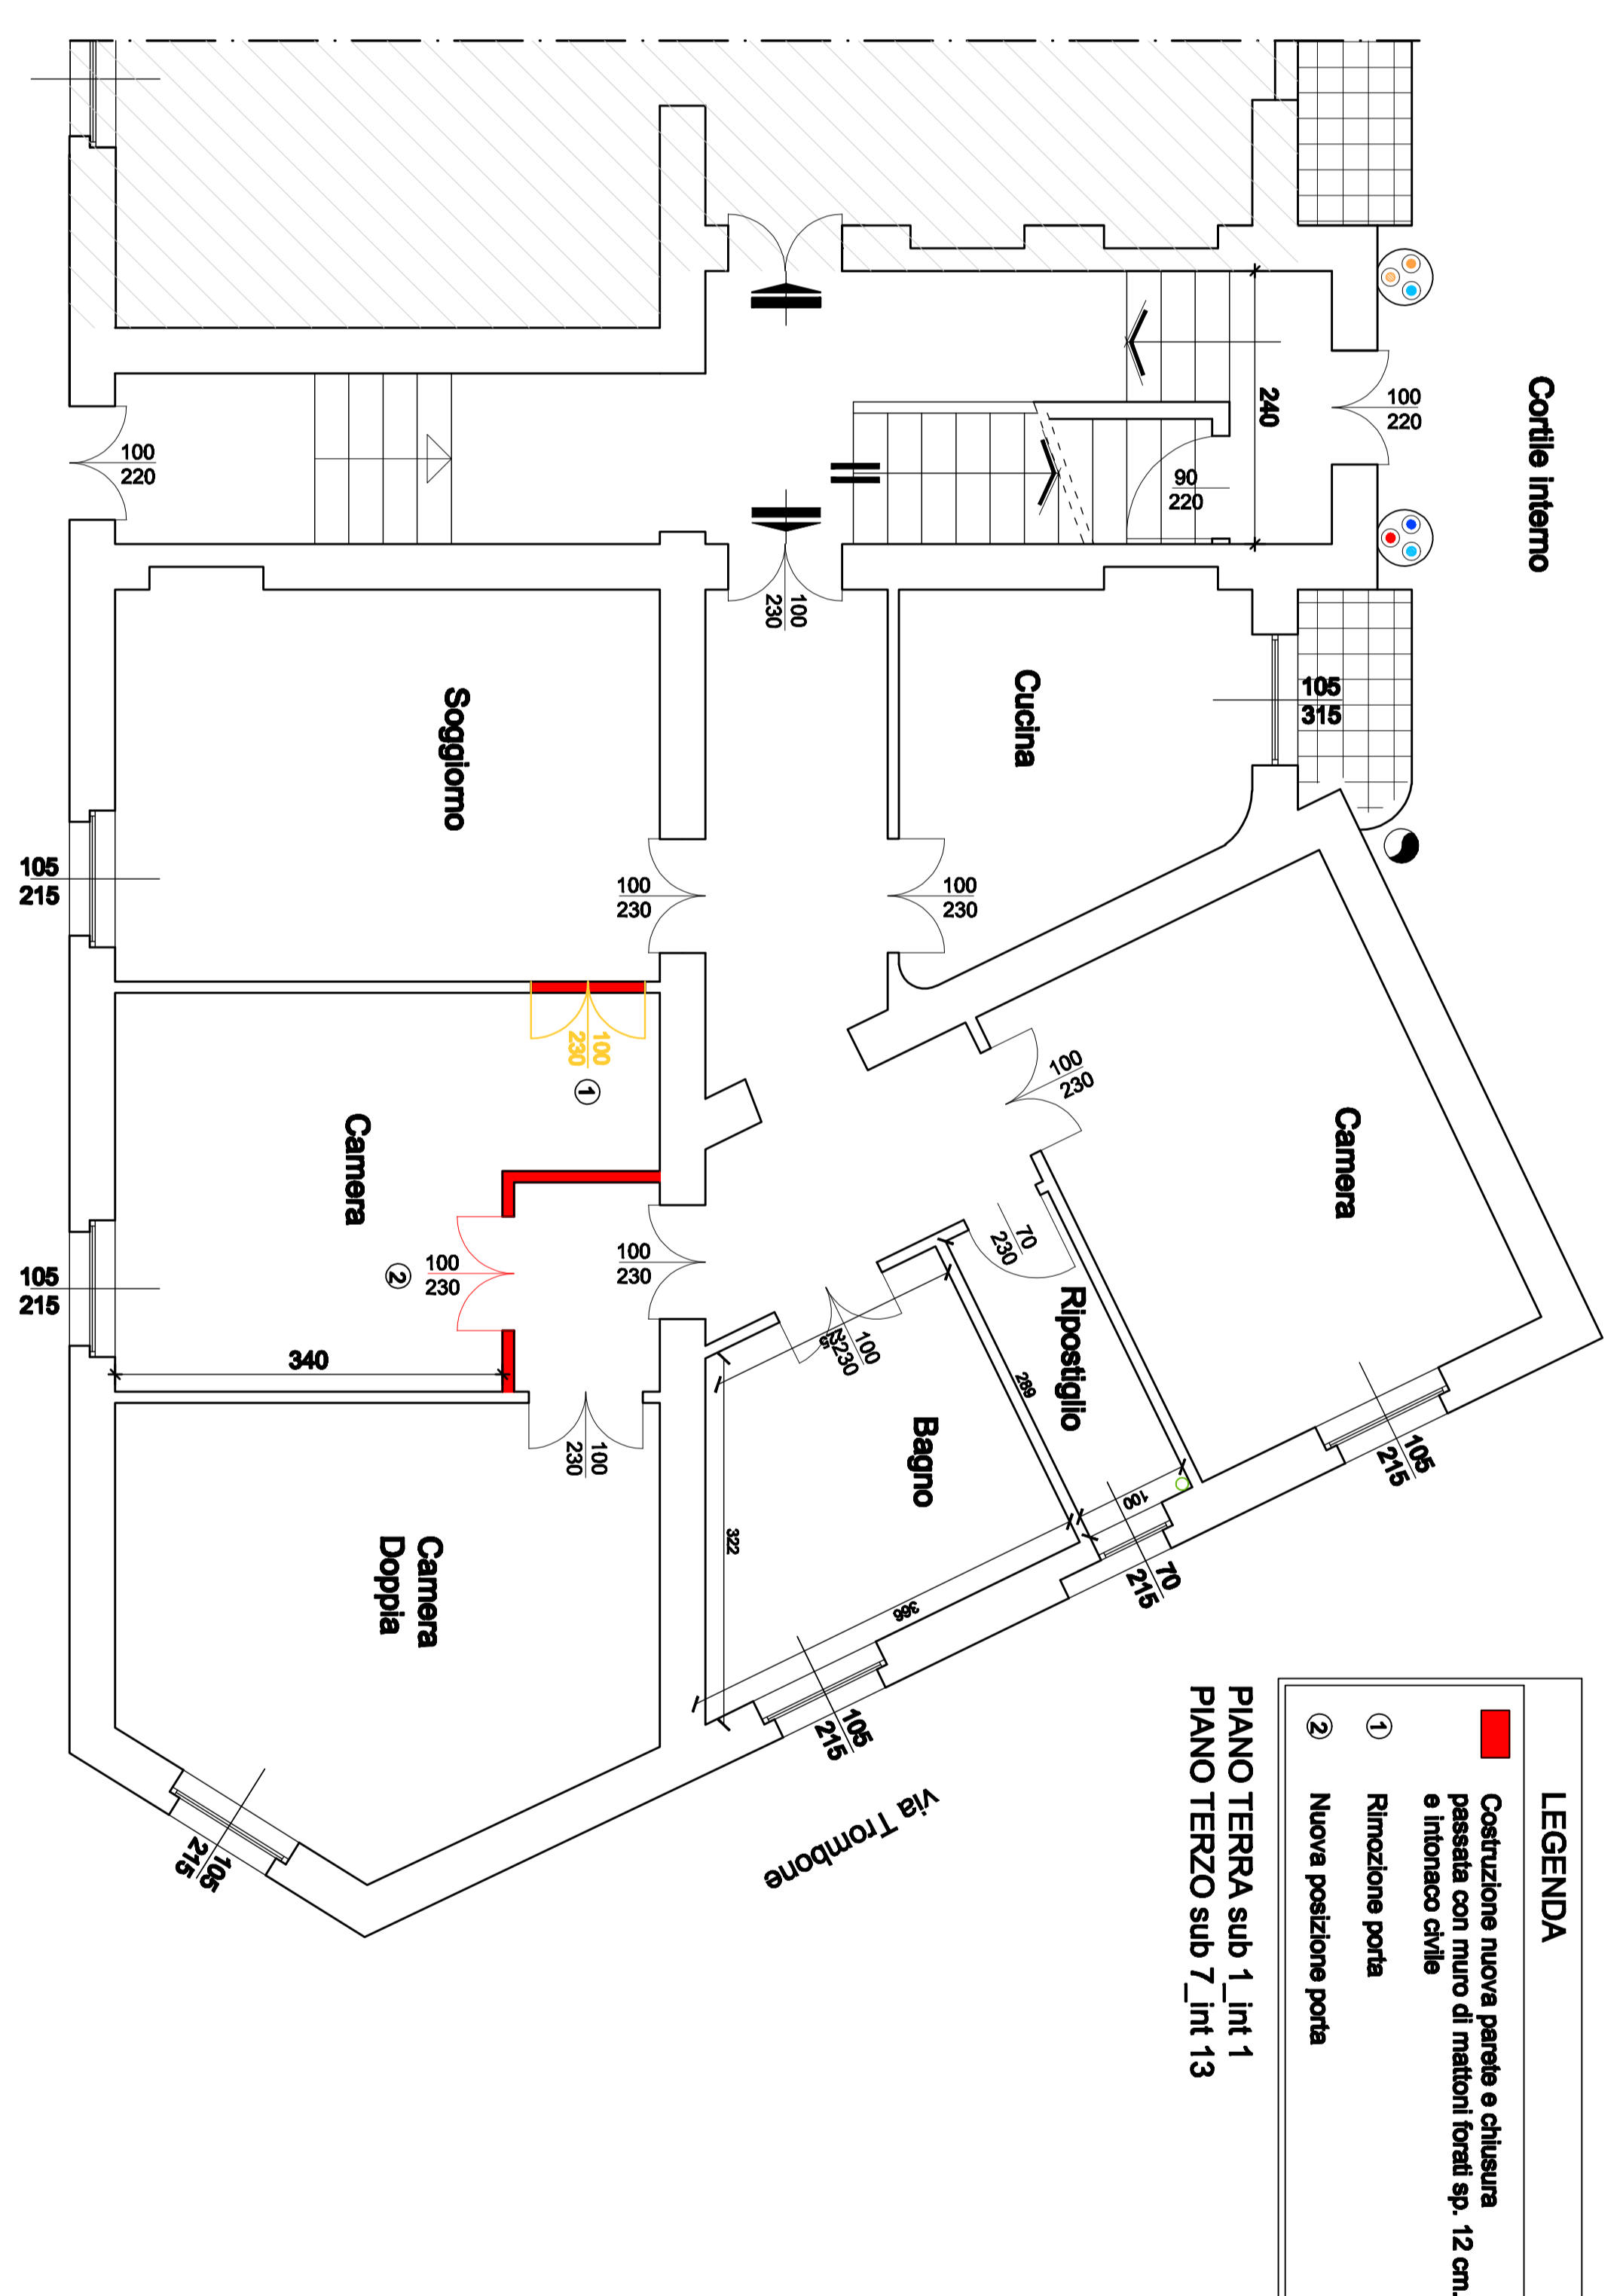 Cortile interno
LEGENDA
Costruzione nuova parete e chiusura
passata con muro di mattoni forati sp. 12 cm.
e intonaco civile
1
Rimozione porta
2
Nuova posizione porta
PIANO TERRA sub 1_int 1
PIANO TERZO sub 7_int 13
via Trombone
100
220
240
90
220
105
315
Cucina
Camera
100
230
105
215
100
230
100
230
70
230
Ripostiglio
289
100
70
215
100
230
Bagno
322
366
105
215
Soggiorno
100
230
100
230
1
Camera
100
230
100
230
2
340
100
230
Camera
Doppia
100
220
105
215
105
215
105
215